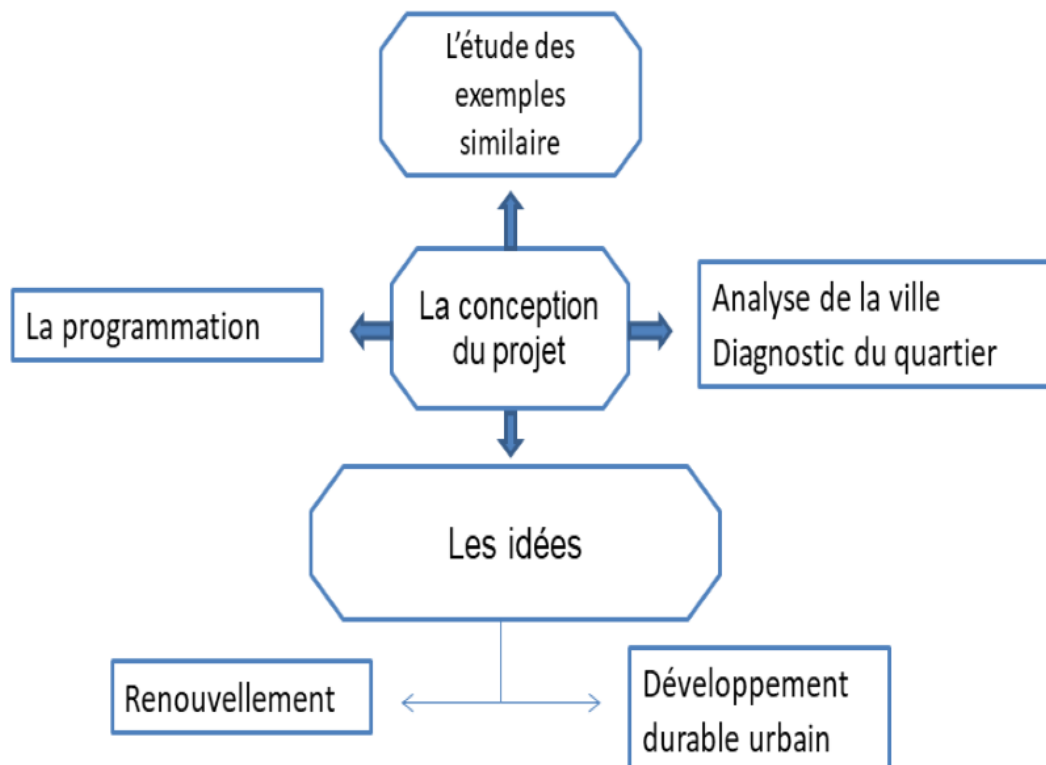 L'étude des
exemples
similaire
La programmation
La conception
du projet
Analyse de la ville
Diagnostic du quartier
Les idées
Renouvellement
Développement
durable urbain